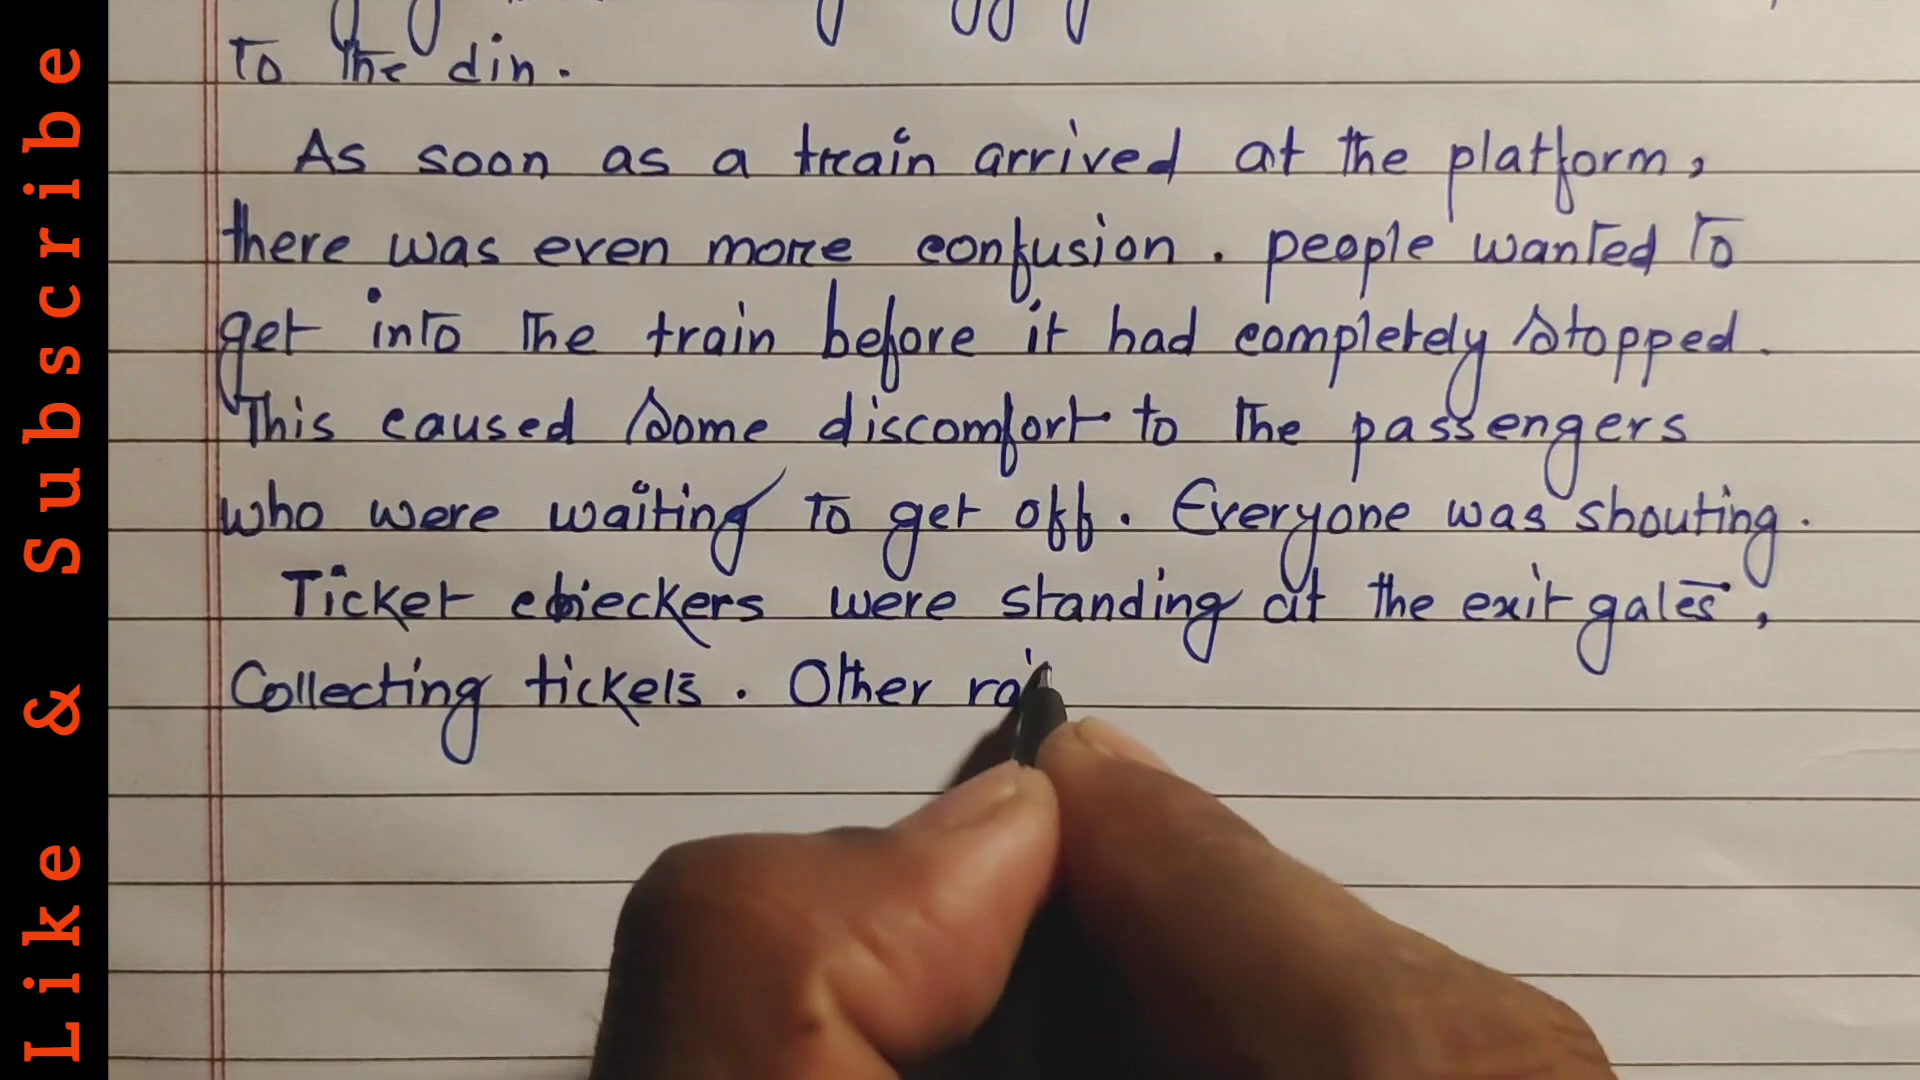 Like & Subscribe
To the din.
As soon as a train arrived at the platform,
there was even more confusion. people wanted to
get into the train before it had completely stopped.
This caused some discomfort to the passengers
who were waiting to get off. Everyone was shouting.
Ticket checkers were standing at the exit gates,
Collecting tickets. Other rai